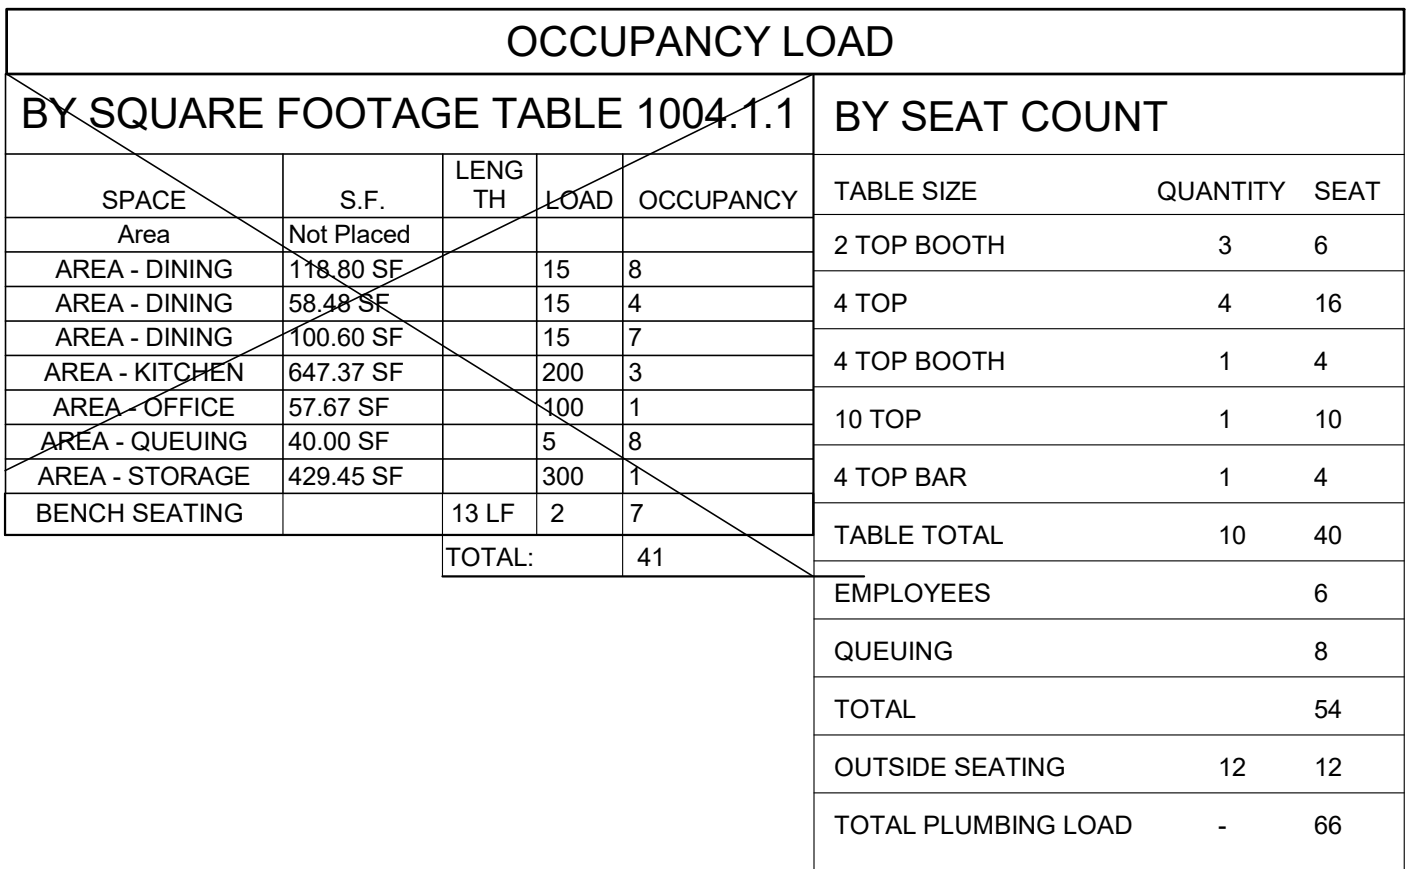 OCCUPANCY LOAD
BY SQUARE FOOTAGE TABLE 1004.1.1
SPACE S.F. LENG TH LOAD OCCUPANCY
Area Not Placed
AREA - DINING 118.80 SF 15 8
AREA - DINING 58.48 SF 15 4
AREA - DINING 100.60 SF 15 7
AREA - KITCHEN 647.37 SF 200 3
AREA - OFFICE 57.67 SF 100 1
AREA - QUEUING 40.00 SF 5 8
AREA - STORAGE 429.45 SF 300 1
BENCH SEATING 13 LF 2 7
TOTAL: 41
BY SEAT COUNT
TABLE SIZE QUANTITY SEAT
2 TOP BOOTH 3 6
4 TOP 4 16
4 TOP BOOTH 1 4
10 TOP 1 10
4 TOP BAR 1 4
TABLE TOTAL 10 40
EMPLOYEES 6
QUEUING 8
TOTAL 54
OUTSIDE SEATING 12 12
TOTAL PLUMBING LOAD - 66